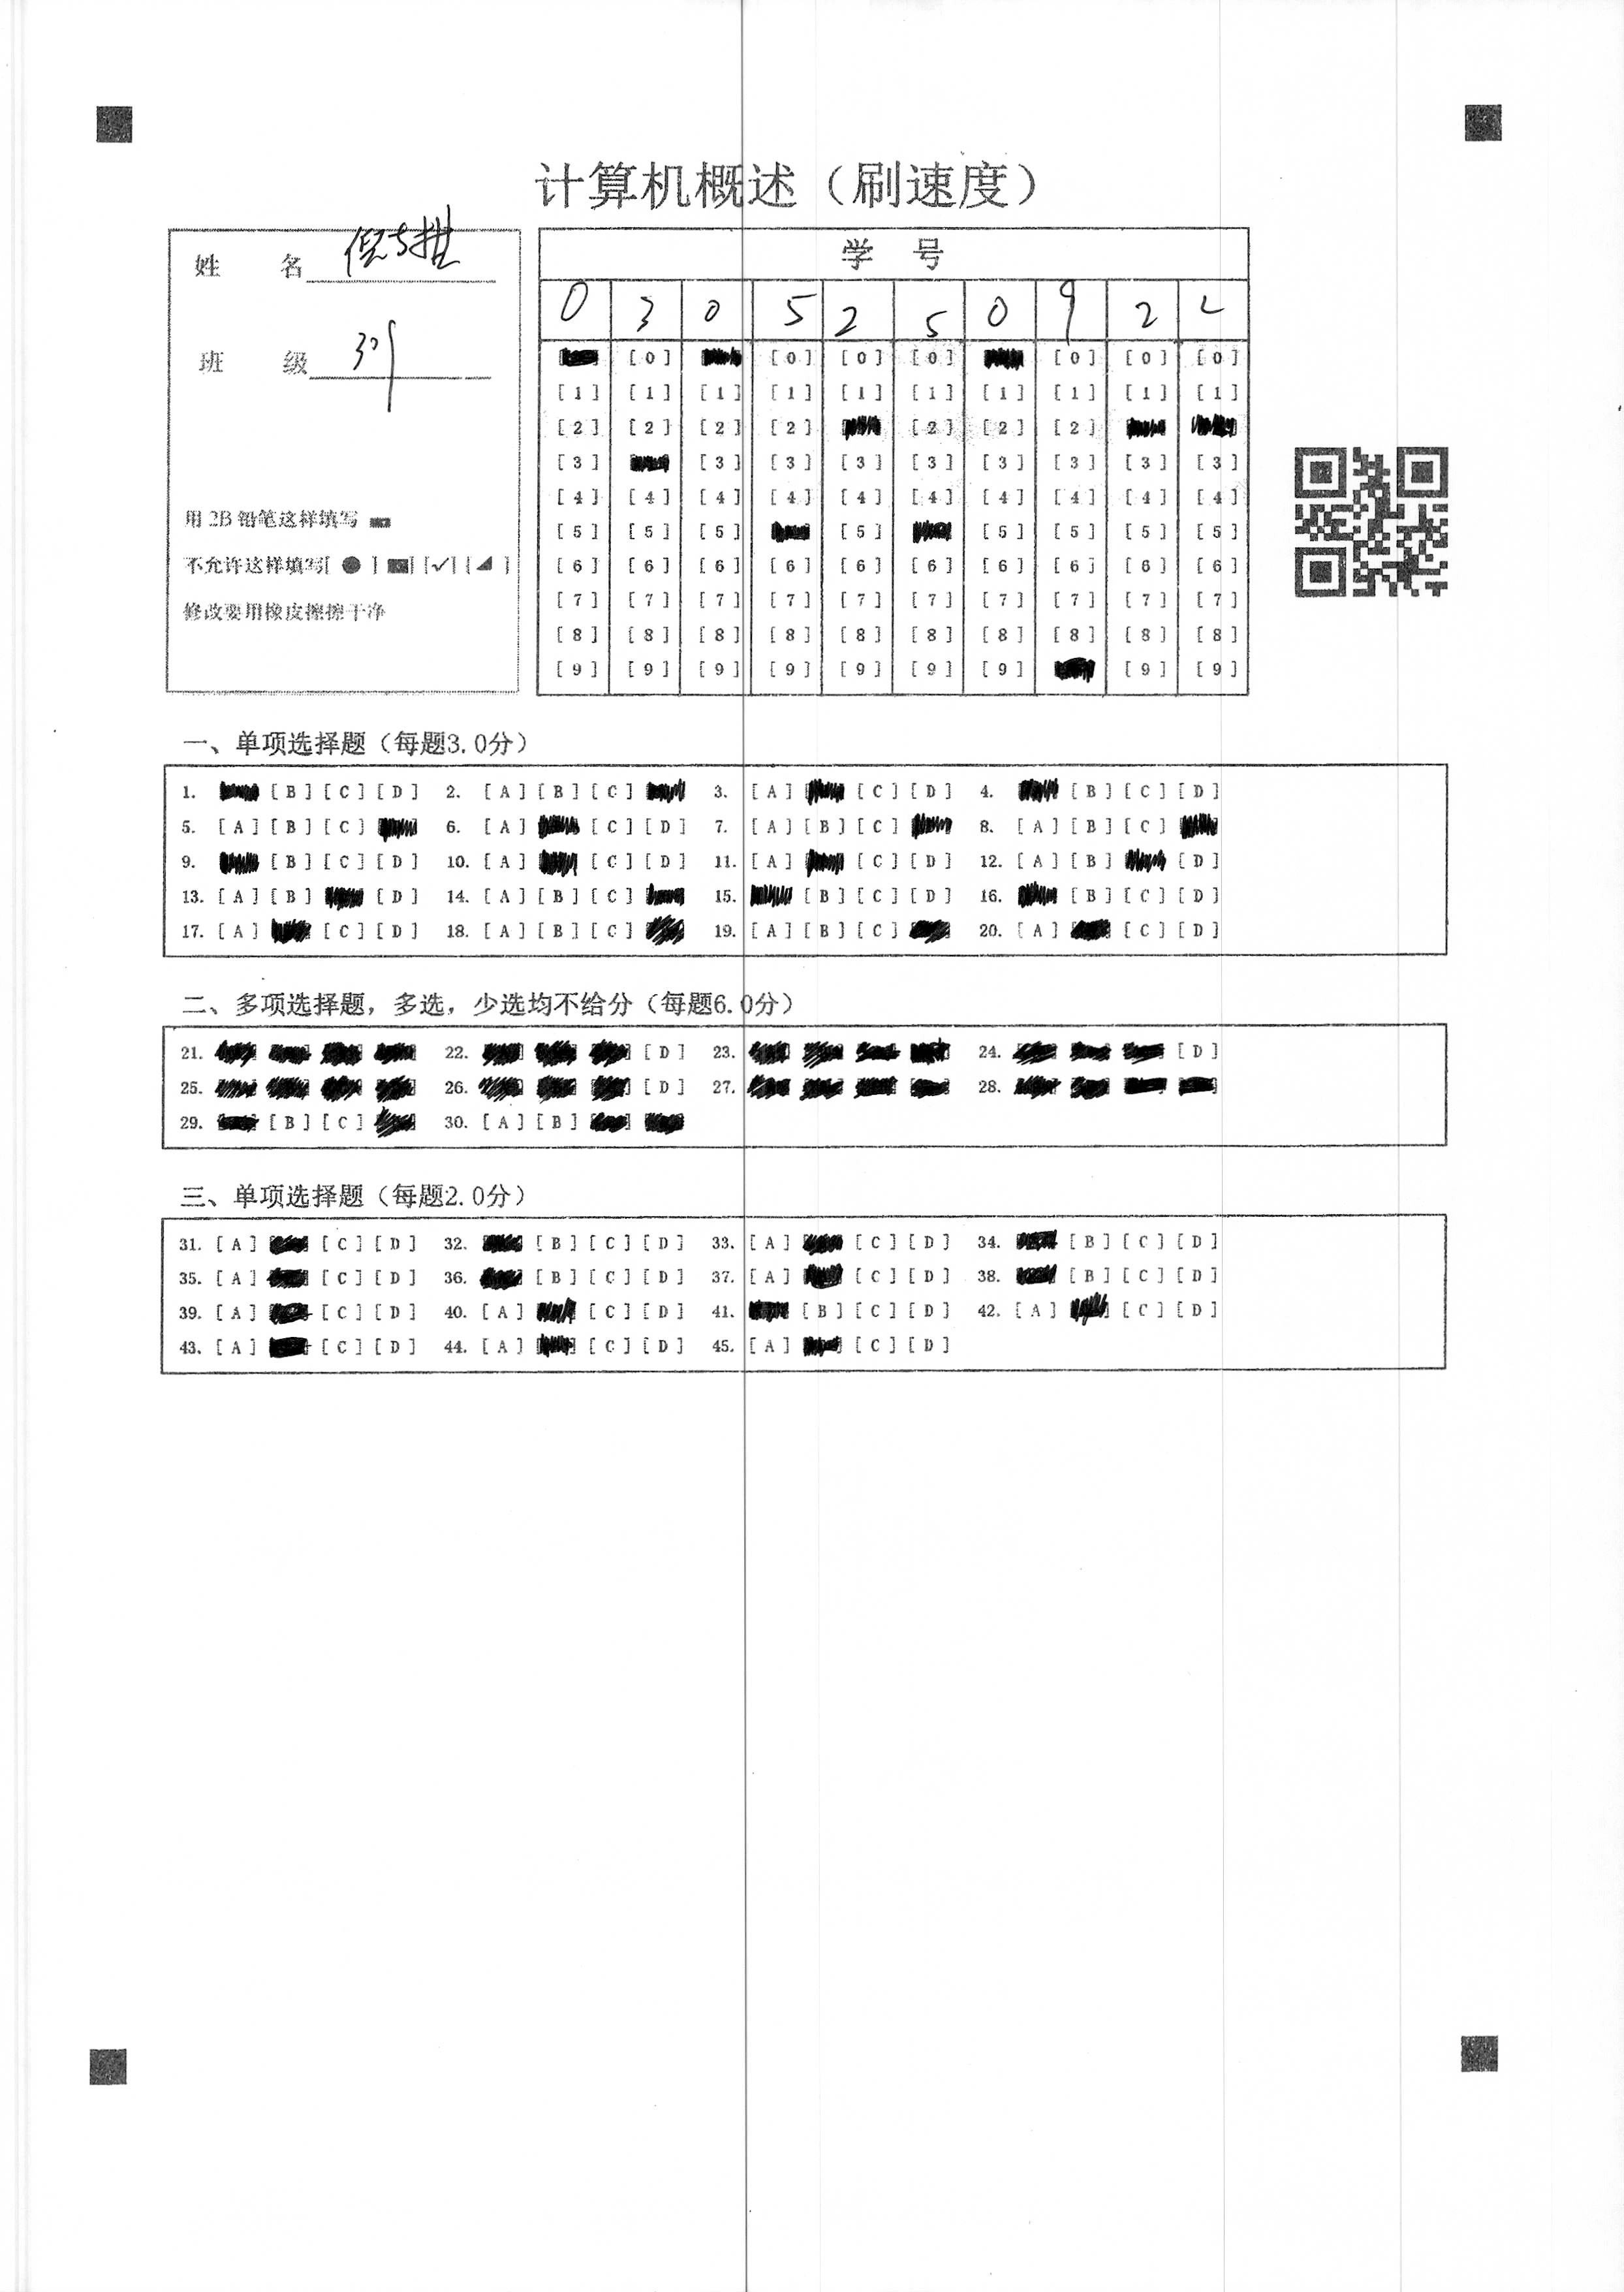 计算机概述（刷速度）
姓 名
班 级
用 2B 铅笔这样填写
不允许这样填写[ ● ] [✓] [◢ ]
修改要用橡皮擦擦干净
学 号
0 3 0 5 2 5 0 9 2 2
[0] [0] [0] [0] [0] [0] [0]
[1] [1] [1] [1] [1] [1] [1] [1] [1] [1]
[2] [2] [2] [2] [2] [2] [2]
[3] [3] [3] [3] [3] [3] [3] [3] [3]
[4] [4] [4] [4] [4] [4] [4] [4] [4] [4]
[5] [5] [5] [5] [5] [5] [5] [5]
[6] [6] [6] [6] [6] [6] [6] [6] [6] [6]
[7] [7] [7] [7] [7] [7] [7] [7] [7] [7]
[8] [8] [8] [8] [8] [8] [8] [8] [8] [8]
[9] [9] [9] [9] [9] [9] [9] [9] [9]
一、单项选择题（每题3.0分）
1. [B] [C] [D] 2. [A] [B] [C] 3. [A] [C] [D] 4. [B] [C] [D]
5. [A] [B] [C] 6. [A] [C] [D] 7. [A] [B] [C] 8. [A] [B] [C]
9. [B] [C] [D] 10. [A] [C] [D] 11. [A] [C] [D] 12. [A] [B] [D]
13. [A] [B] [D] 14. [A] [B] [C] 15. [B] [C] [D] 16. [B] [C] [D]
17. [A] [C] [D] 18. [A] [B] [C] 19. [A] [B] [C] 20. [A] [C] [D]
二、多项选择题，多选，少选均不给分（每题6.0分）
21. 22. [D] 23. 24. [D]
25. 26. [D] 27. 28.
29. [B] [C] 30. [A] [B]
三、单项选择题（每题2.0分）
31. [A] [C] [D] 32. [B] [C] [D] 33. [A] [C] [D] 34. [B] [C] [D]
35. [A] [C] [D] 36. [B] [C] [D] 37. [A] [C] [D] 38. [B] [C] [D]
39. [A] [C] [D] 40. [A] [C] [D] 41. [B] [C] [D] 42. [A] [C] [D]
43. [A] [C] [D] 44. [A] [C] [D] 45. [A] [C] [D]